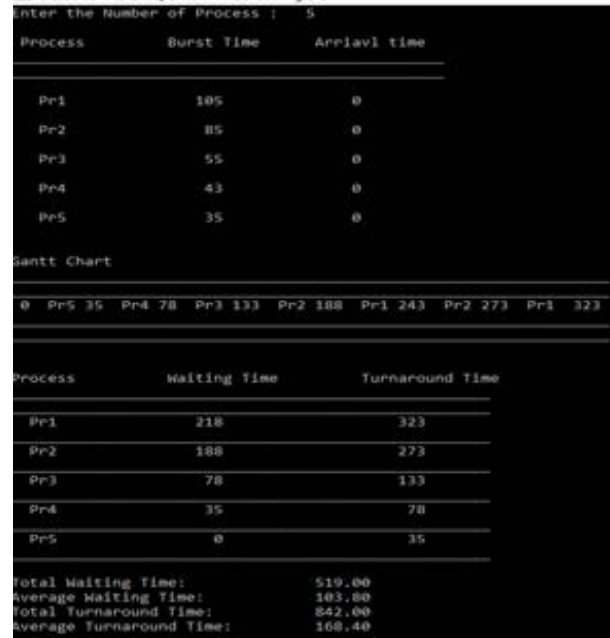 Enter the Number of Process : 5
Process Burst Time Arriavl time
Pr1 105 0
Pr2 85 0
Pr3 55 0
Pr4 43 0
Pr5 35 0
Gantt Chart
0 Pr5 35 Pr4 78 Pr3 133 Pr2 188 Pr1 243 Pr2 273 Pr1 323
Process Waiting Time Turnaround Time
Pr1 218 323
Pr2 188 273
Pr3 78 133
Pr4 35 78
Pr5 0 35
Total Waiting Time: 519.00
Average Waiting Time: 103.80
Total Turnaround Time: 842.00
Average Turnaround Time: 168.40